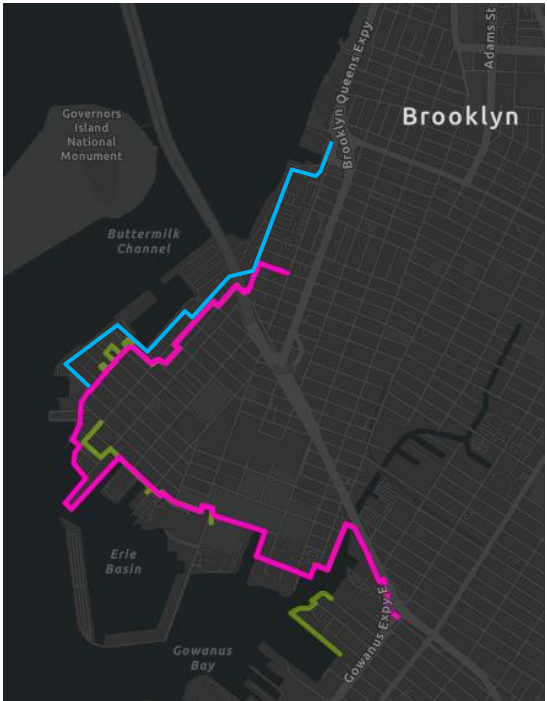 Adams St
Brooklyn Queens Expy
Brooklyn
Governors
Island
National
Monument
Buttermilk
Channel
Erie
Basin
Gowanus
Bay
Gowanus Expy E